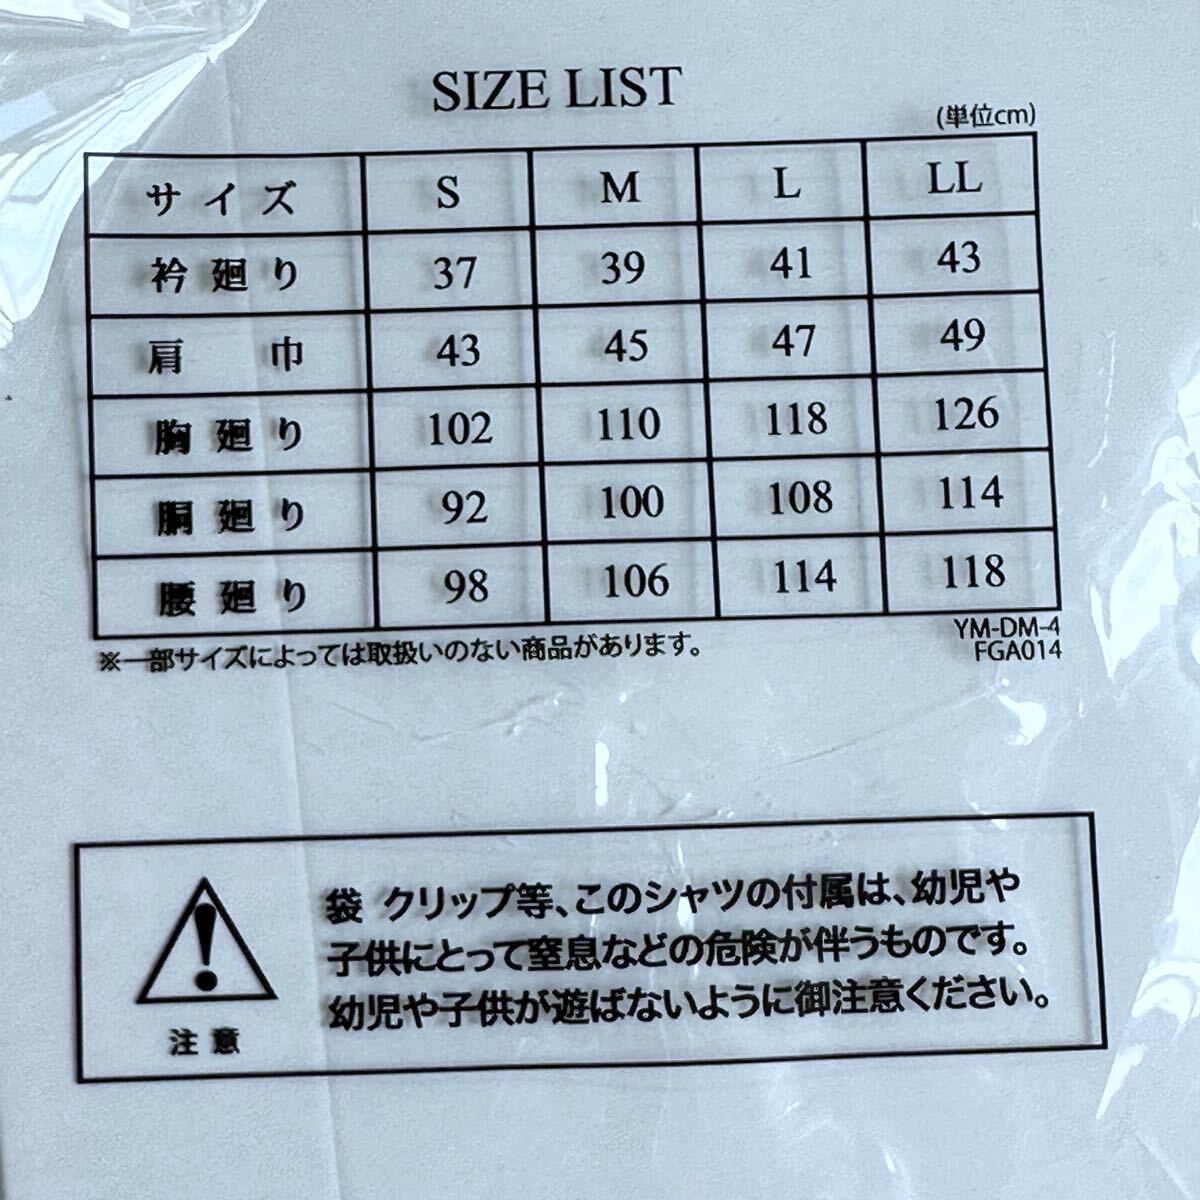 SIZE LIST
(単位cm)
サイズ S M L LL
衿廻り 37 39 41 43
肩巾 43 45 47 49
胸廻り 102 110 118 126
胴廻り 92 100 108 114
腰廻り 98 106 114 118
※一部サイズによっては取扱いのない商品があります。
YM-DM-4
FGA014
注意
袋 クリップ等、このシャツの付属は、幼児や
子供にとって窒息などの危険が伴うものです。
幼児や子供が遊ばないように御注意ください。